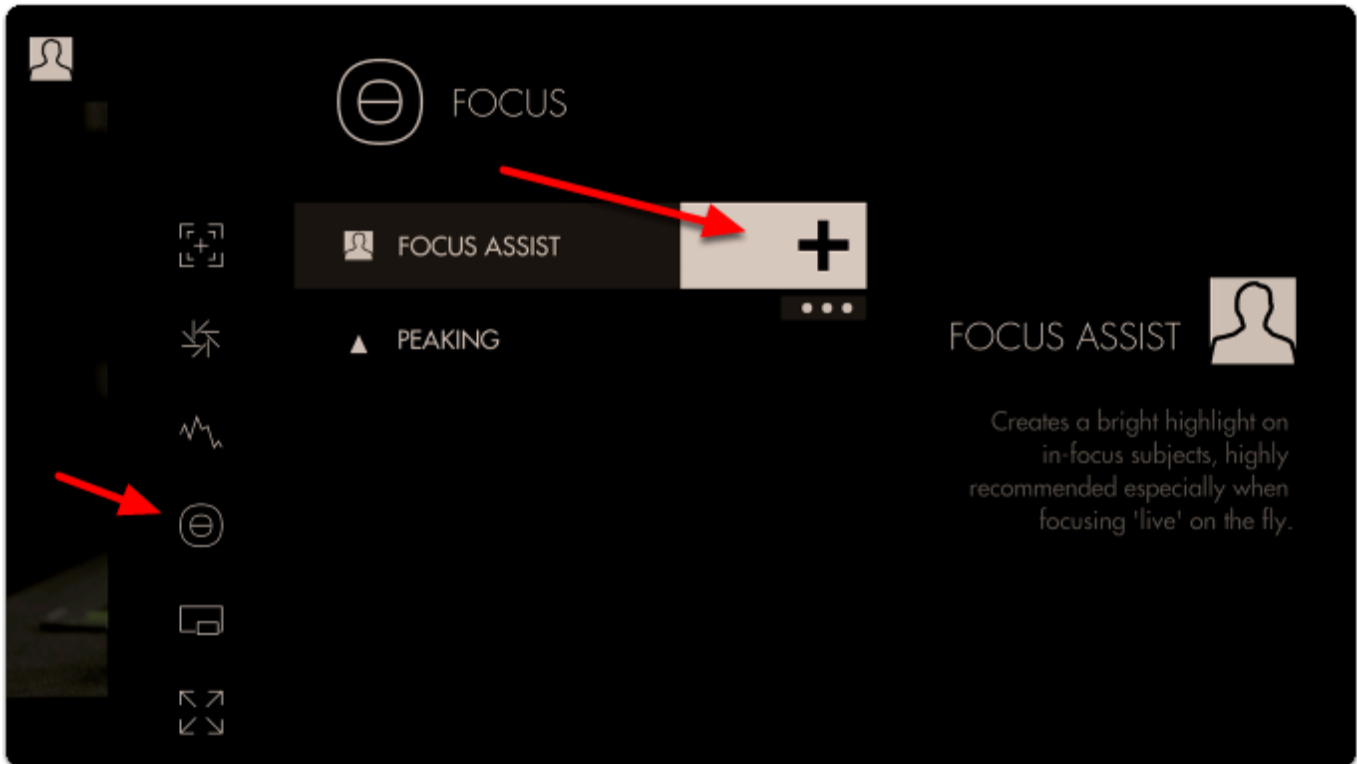 FOCUS
FOCUS ASSIST
PEAKING
FOCUS ASSIST
Creates a bright highlight on
in-focus subjects, highly
recommended especially when
focusing 'live' on the fly.